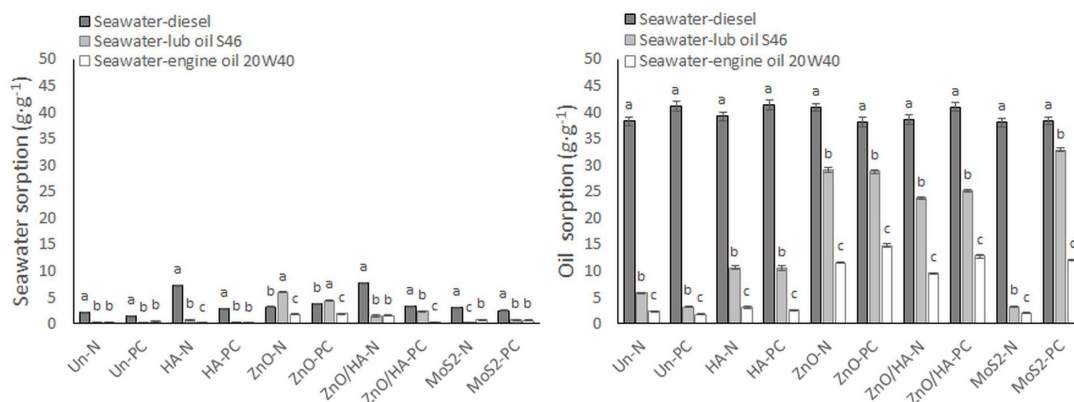 Seawater-diesel
Seawater-lub oil S46
Seawater-engine oil 20W40
Seawater sorption (g·g⁻¹)
50
45
40
35
30
25
20
15
10
5
0
a b b
a b b
a b c
a b b
b a c
b a c
a b b
a b c
a c b
a b b
Un-N
Un-PC
HA-N
HA-PC
ZnO-N
ZnO-PC
ZnO/HA-N
ZnO/HA-PC
MoS2-N
MoS2-PC
Seawater-diesel
Seawater-lub oil S46
Seawater-engine oil 20W40
Oil sorption (g·g⁻¹)
50
45
40
35
30
25
20
15
10
5
0
a b c
a b c
a b c
a b c
a b c
a b c
a b c
a b c
a b c
a b c
Un-N
Un-PC
HA-N
HA-PC
ZnO-N
ZnO-PC
ZnO/HA-N
ZnO/HA-PC
MoS2-N
MoS2-PC